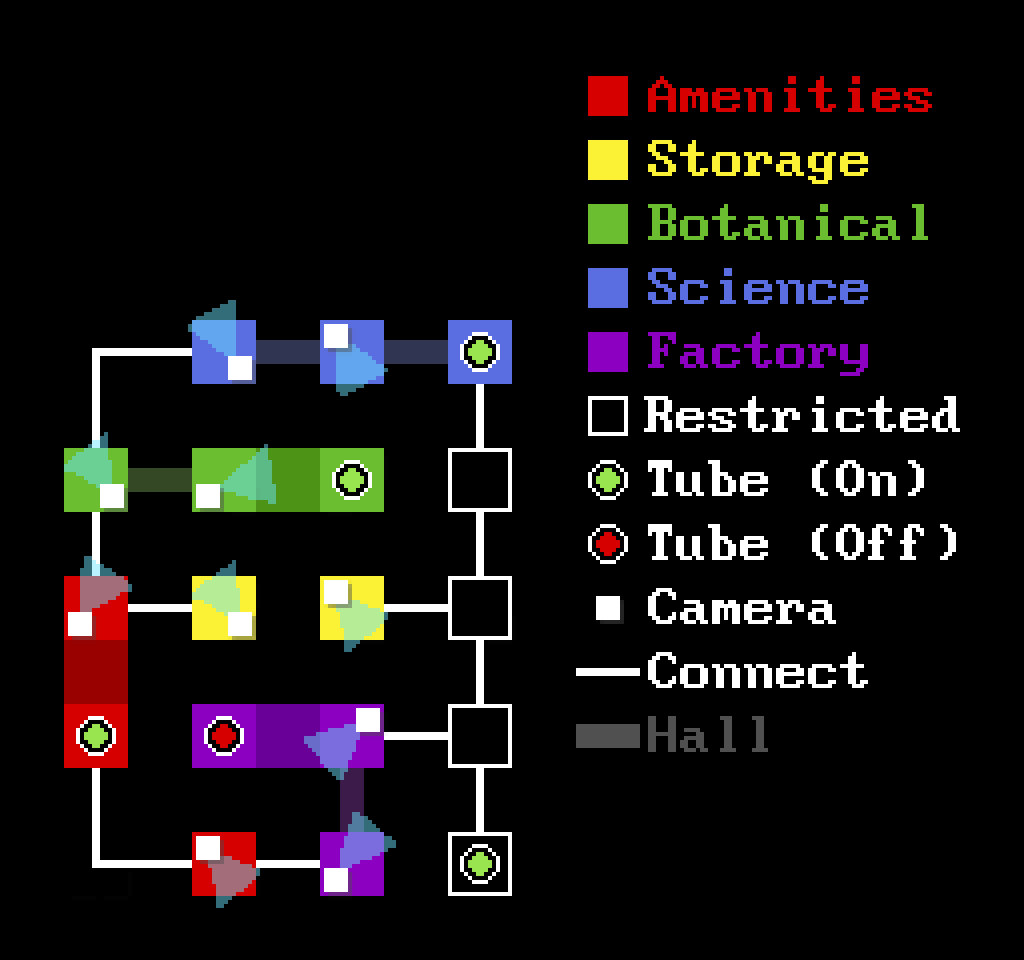 Amenities
Storage
Botanical
Science
Factory
Restricted
Tube (On)
Tube (Off)
Camera
Connect
Hall